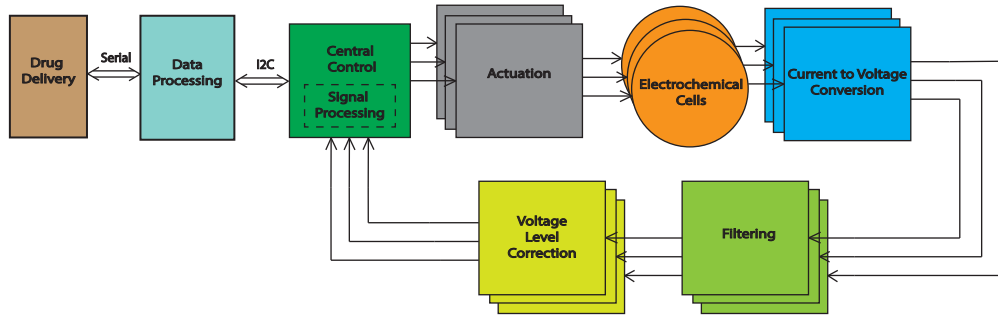 Drug
Delivery
Serial
Data
Processing
I2C
Central
Control
Signal
Processing
Actuation
Electrochemical
Cells
Current to Voltage
Conversion
Voltage
Level
Correction
Filtering